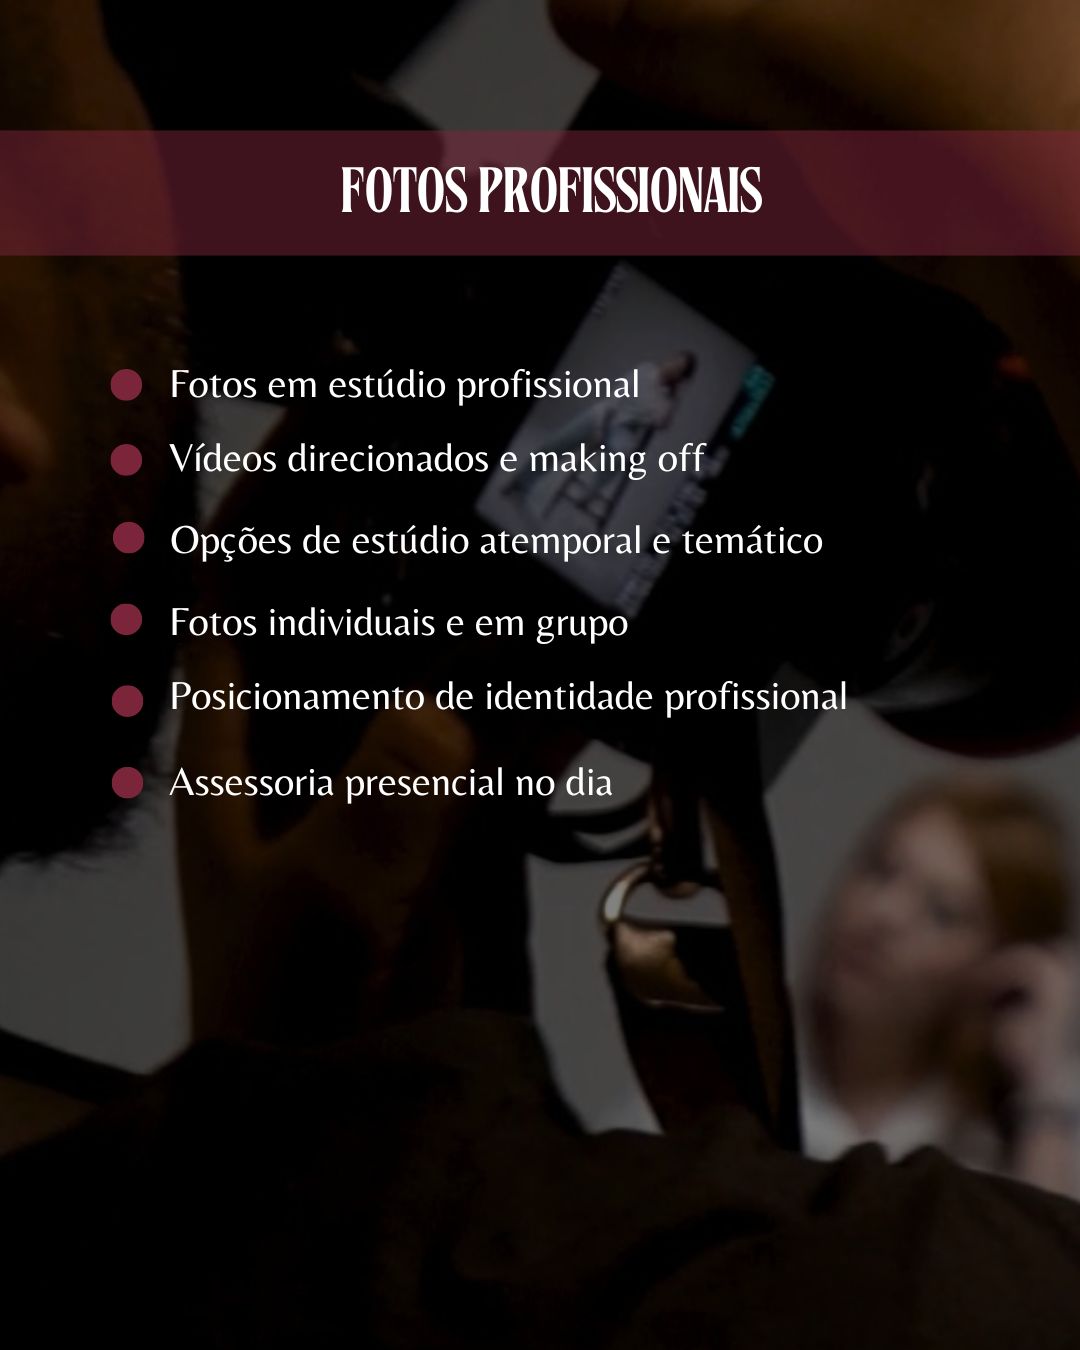 FOTOS PROFISSIONAIS
Fotos em estúdio profissional
Vídeos direcionados e making off
Opções de estúdio atemporal e temático
Fotos individuais e em grupo
Posicionamento de identidade profissional
Assessoria presencial no dia